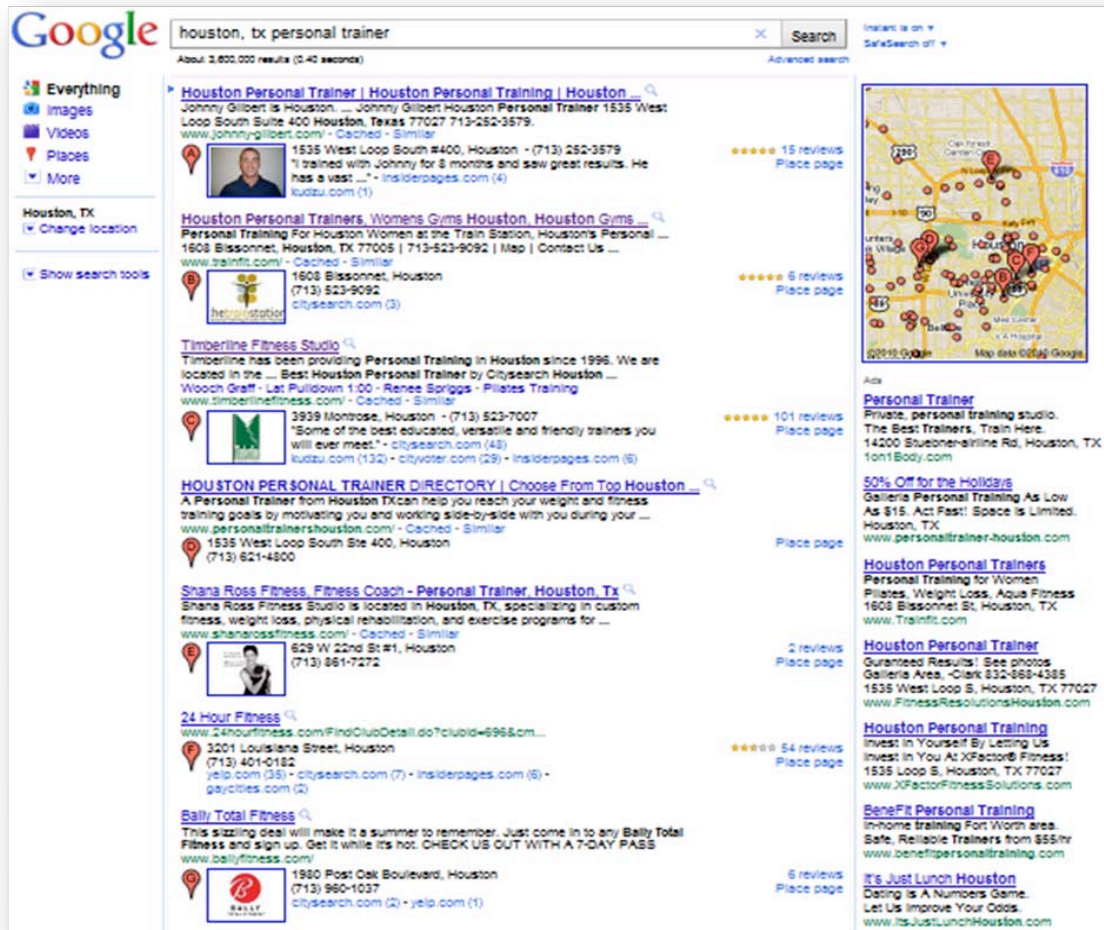 Google
houston, tx personal trainer
Search
Instant is on
SafeSearch off
About 3,600,000 results (0.40 seconds)
Advanced search
Everything
Images
Videos
Places
More
Houston, TX
Change location
Show search tools
Houston Personal Trainer | Houston Personal Training | Houston ...
Johnny Gilbert is Houston. ... Johnny Gilbert Houston Personal Trainer 1535 West
Loop South Suite 400 Houston, Texas 77027 713-252-3579.
www.johnny-gilbert.com/ - Cached - Similar
A
1535 West Loop South #400, Houston - (713) 252-3579
"I trained with Johnny for 8 months and saw great results. He
has a vast ..." - insiderpages.com (4)
kudzu.com (1)
15 reviews
Place page
Houston Personal Trainers, Womens Gyms Houston, Houston Gyms ...
Personal Training For Houston Women at the Train Station, Houston's Personal ...
1608 Bissonnet, Houston, TX 77005 | 713-523-9092 | Map | Contact Us ...
www.trainfit.com/ - Cached - Similar
B
hetrainstation
1608 Bissonnet, Houston
(713) 523-9092
citysearch.com (3)
6 reviews
Place page
Timberline Fitness Studio
Timberline has been providing Personal Training in Houston since 1996. We are
located in the ... Best Houston Personal Trainer by Citysearch Houston ...
Wooch Graff - Lat Pulldown 1:00 - Renee Spriggs - Pilates Training
www.timberlinefitness.com/ - Cached - Similar
C
3939 Montrose, Houston - (713) 523-7007
"Some of the best educated, versatile and friendly trainers you
will ever meet." - citysearch.com (48)
kudzu.com (132) - cityvoter.com (29) - insiderpages.com (6)
101 reviews
Place page
HOUSTON PERSONAL TRAINER DIRECTORY | Choose From Top Houston ...
A Personal Trainer from Houston TXcan help you reach your weight and fitness
training goals by motivating you and working side-by-side with you during your ...
www.personaltrainershouston.com/ - Cached - Similar
D
1535 West Loop South Ste 400, Houston
(713) 621-4800
Place page
Shana Ross Fitness, Fitness Coach - Personal Trainer, Houston, Tx
Shana Ross Fitness Studio is located in Houston, TX, specializing in custom
fitness, weight loss, physical rehabilitation, and exercise programs for ...
www.shanarossfitness.com/ - Cached - Similar
E
629 W 22nd St #1, Houston
(713) 861-7272
2 reviews
Place page
24 Hour Fitness
www.24hourfitness.com/FindClubDetail.do?clubid=696&cm...
F
3201 Louisiana Street, Houston
(713) 401-0182
yelp.com (35) - citysearch.com (7) - insiderpages.com (6) -
gaycities.com (2)
54 reviews
Place page
Bally Total Fitness
This sizzling deal will make it a summer to remember. Just come in to any Bally Total
Fitness and sign up. Get it while it's hot. CHECK US OUT WITH A 7-DAY PASS
www.ballyfitness.com/
G
BALLY
1980 Post Oak Boulevard, Houston
(713) 960-1037
citysearch.com (2) - yelp.com (1)
6 reviews
Place page
290
Oak Forest
E
I-10
90
Katy Fwy
Houston
©2010 Google
Map data ©2010 Google
Ads
Personal Trainer
Private, personal training studio.
The Best Trainers, Train Here.
14200 Stuebner-airline Rd, Houston, TX
1on1Body.com
50% Off for the Holidays
Galleria Personal Training As Low
As $15. Act Fast! Space Is Limited.
Houston, TX
www.personaltrainer-houston.com
Houston Personal Trainers
Personal Training for Women
Pilates, Weight Loss, Aqua Fitness
1608 Bissonnet St, Houston, TX
www.Trainfit.com
Houston Personal Trainer
Guranteed Results! See photos
Galleria Area, -Clark 832-868-4385
1535 West Loop S, Houston, TX 77027
www.FitnessResolutionsHouston.com
Houston Personal Training
Invest In Yourself By Letting Us
Invest In You At XFactor® Fitness!
1535 Loop S, Houston, TX 77027
www.XFactorFitnessSolutions.com
BeneFit Personal Training
In-home training Fort Worth area.
Safe, Reliable Trainers from $55/hr
www.benefitpersonaltraining.com
It's Just Lunch Houston
Dating Is A Numbers Game.
Let Us Improve Your Odds.
www.ItsJustLunchHouston.com